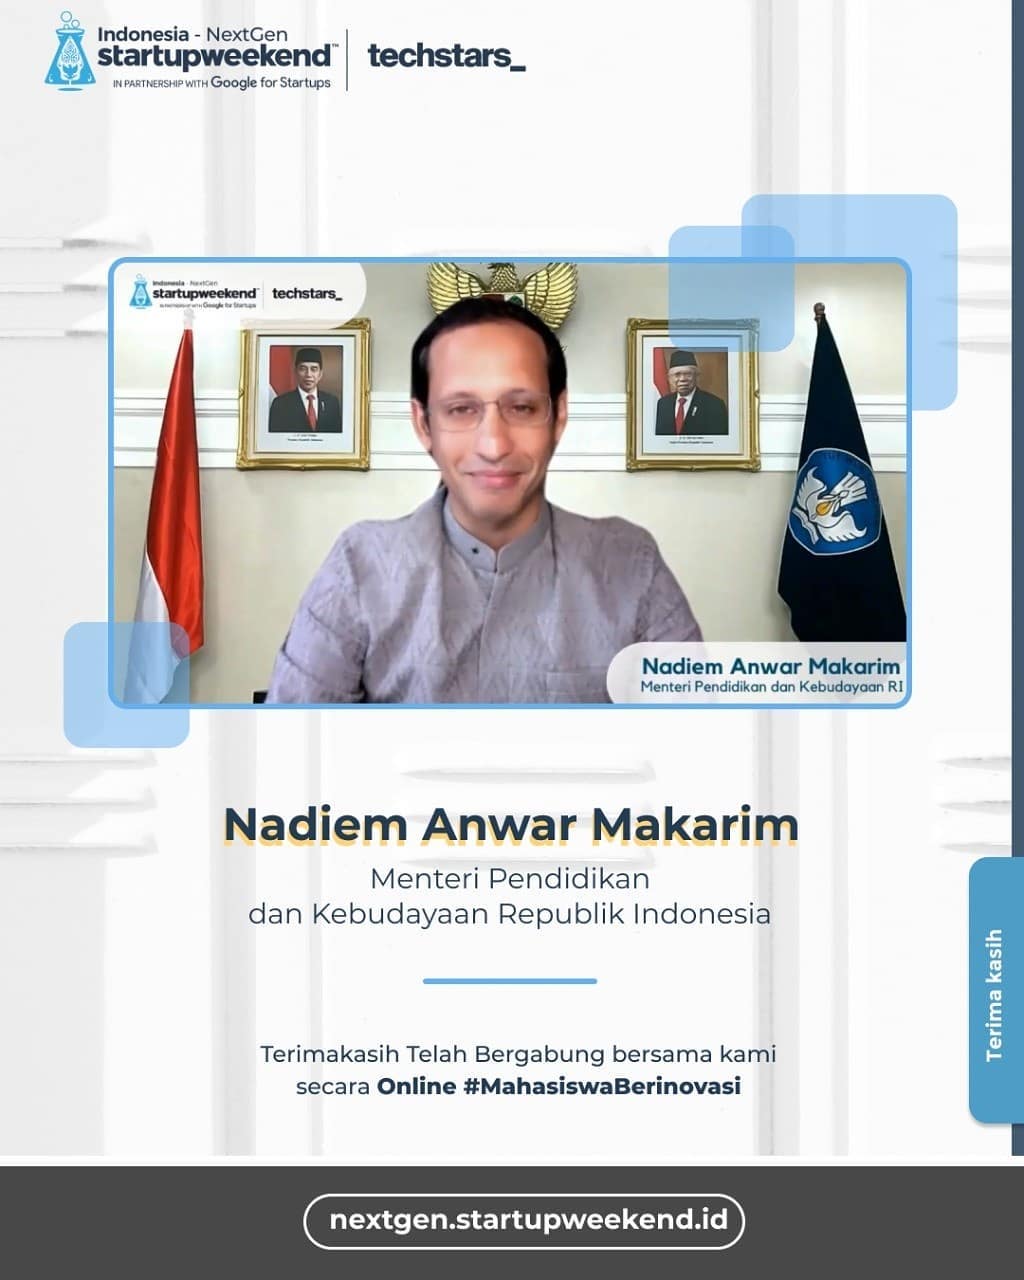 Indonesia - NextGen
startupweekend™
IN PARTNERSHIP WITH Google for Startups
techstars_
Indonesia - NextGen
startupweekend™
IN PARTNERSHIP WITH Google for Startups
techstars_
Nadiem Anwar Makarim
Menteri Pendidikan dan Kebudayaan RI
Nadiem Anwar Makarim
Menteri Pendidikan
dan Kebudayaan Republik Indonesia
Terima kasih
Terimakasih Telah Bergabung bersama kami
secara Online #MahasiswaBerinovasi
nextgen.startupweekend.id